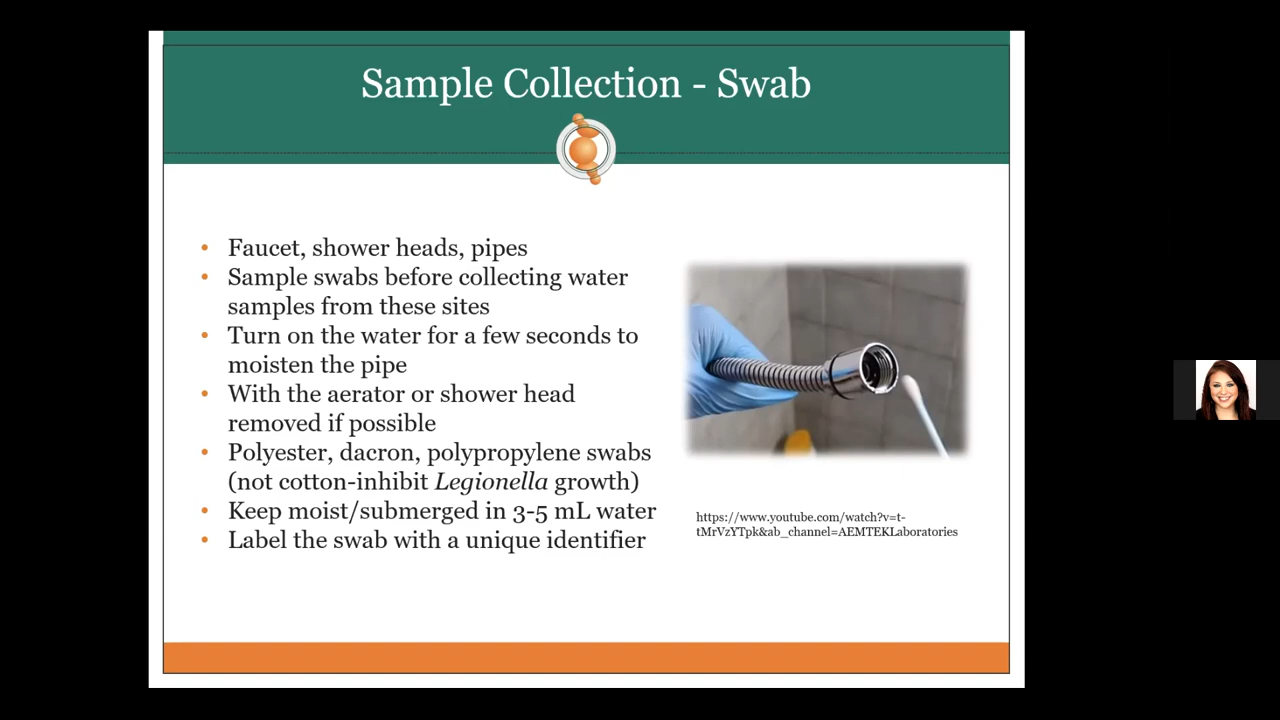 Sample Collection - Swab
• Faucet, shower heads, pipes
• Sample swabs before collecting water
samples from these sites
• Turn on the water for a few seconds to
moisten the pipe
• With the aerator or shower head
removed if possible
• Polyester, dacron, polypropylene swabs
(not cotton-inhibit Legionella growth)
• Keep moist/submerged in 3-5 mL water
• Label the swab with a unique identifier
https://www.youtube.com/watch?v=t-
tMrVzYTpk&ab_channel=AEMTEKLaboratories